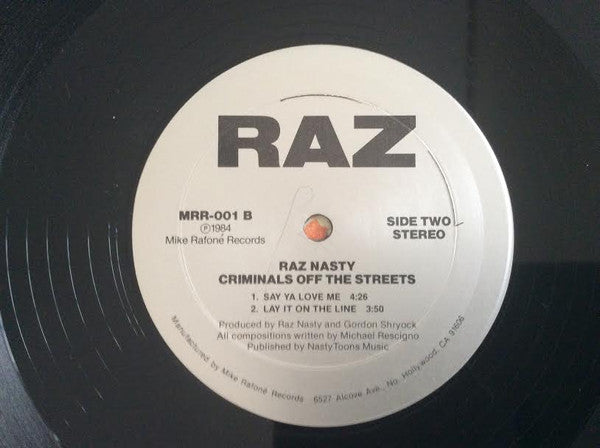 RAZ
MRR-001 B
℗1984
Mike Rafoné Records
SIDE TWO
STEREO
RAZ NASTY
CRIMINALS OFF THE STREETS
1. SAY YA LOVE ME 4:26
2. LAY IT ON THE LINE 3:50
Produced by Raz Nasty and Gordon Shryock
All compositions written by Michael Rescigno
Published by NastyToons Music
Manufactured by Mike Rafoné Records 6527 Alcove Ave., No. Hollywood, CA 91606